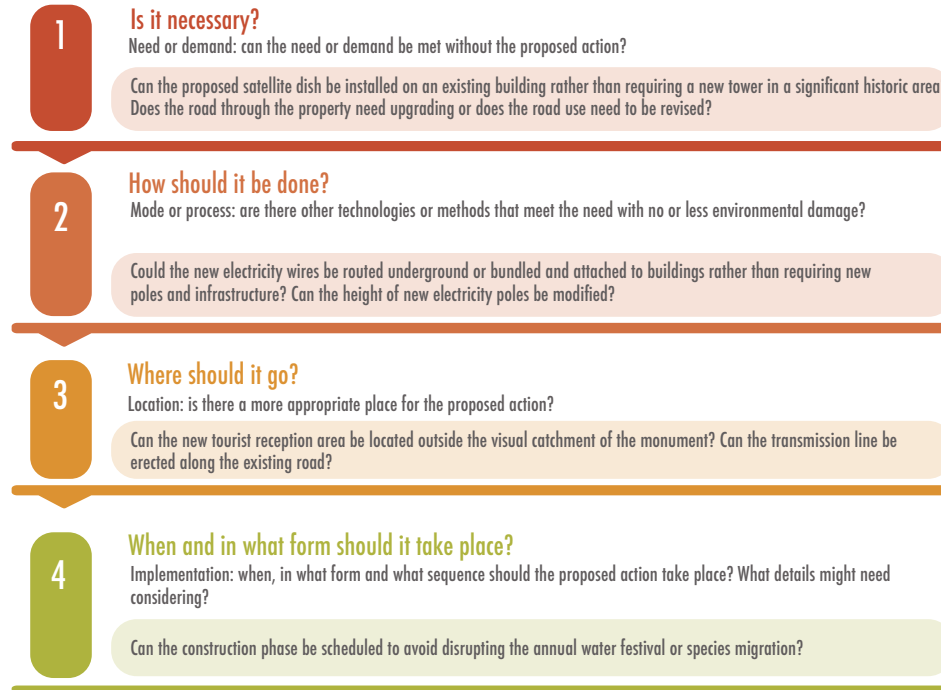 1
Is it necessary?
Need or demand: can the need or demand be met without the proposed action?
Can the proposed satellite dish be installed on an existing building rather than requiring a new tower in a significant historic area
Does the road through the property need upgrading or does the road use need to be revised?
2
How should it be done?
Mode or process: are there other technologies or methods that meet the need with no or less environmental damage?
Could the new electricity wires be routed underground or bundled and attached to buildings rather than requiring new
poles and infrastructure? Can the height of new electricity poles be modified?
3
Where should it go?
Location: is there a more appropriate place for the proposed action?
Can the new tourist reception area be located outside the visual catchment of the monument? Can the transmission line be
erected along the existing road?
4
When and in what form should it take place?
Implementation: when, in what form and what sequence should the proposed action take place? What details might need
considering?
Can the construction phase be scheduled to avoid disrupting the annual water festival or species migration?